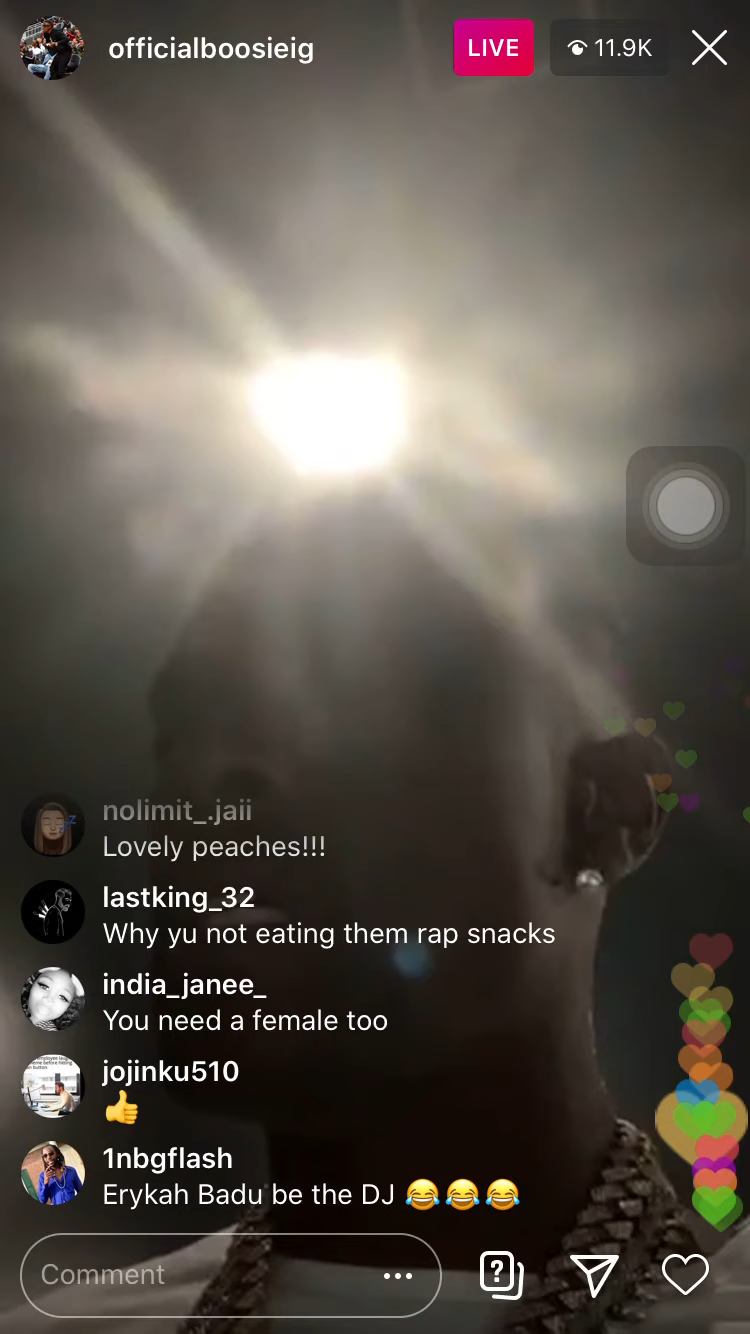 officialboosieig
LIVE
11.9K
nolimit_.jaii
Lovely peaches!!!
lastking_32
Why yu not eating them rap snacks
india_janee_
You need a female too
jojinku510
👍
1nbgflash
Erykah Badu be the DJ 😂😂😂
Comment